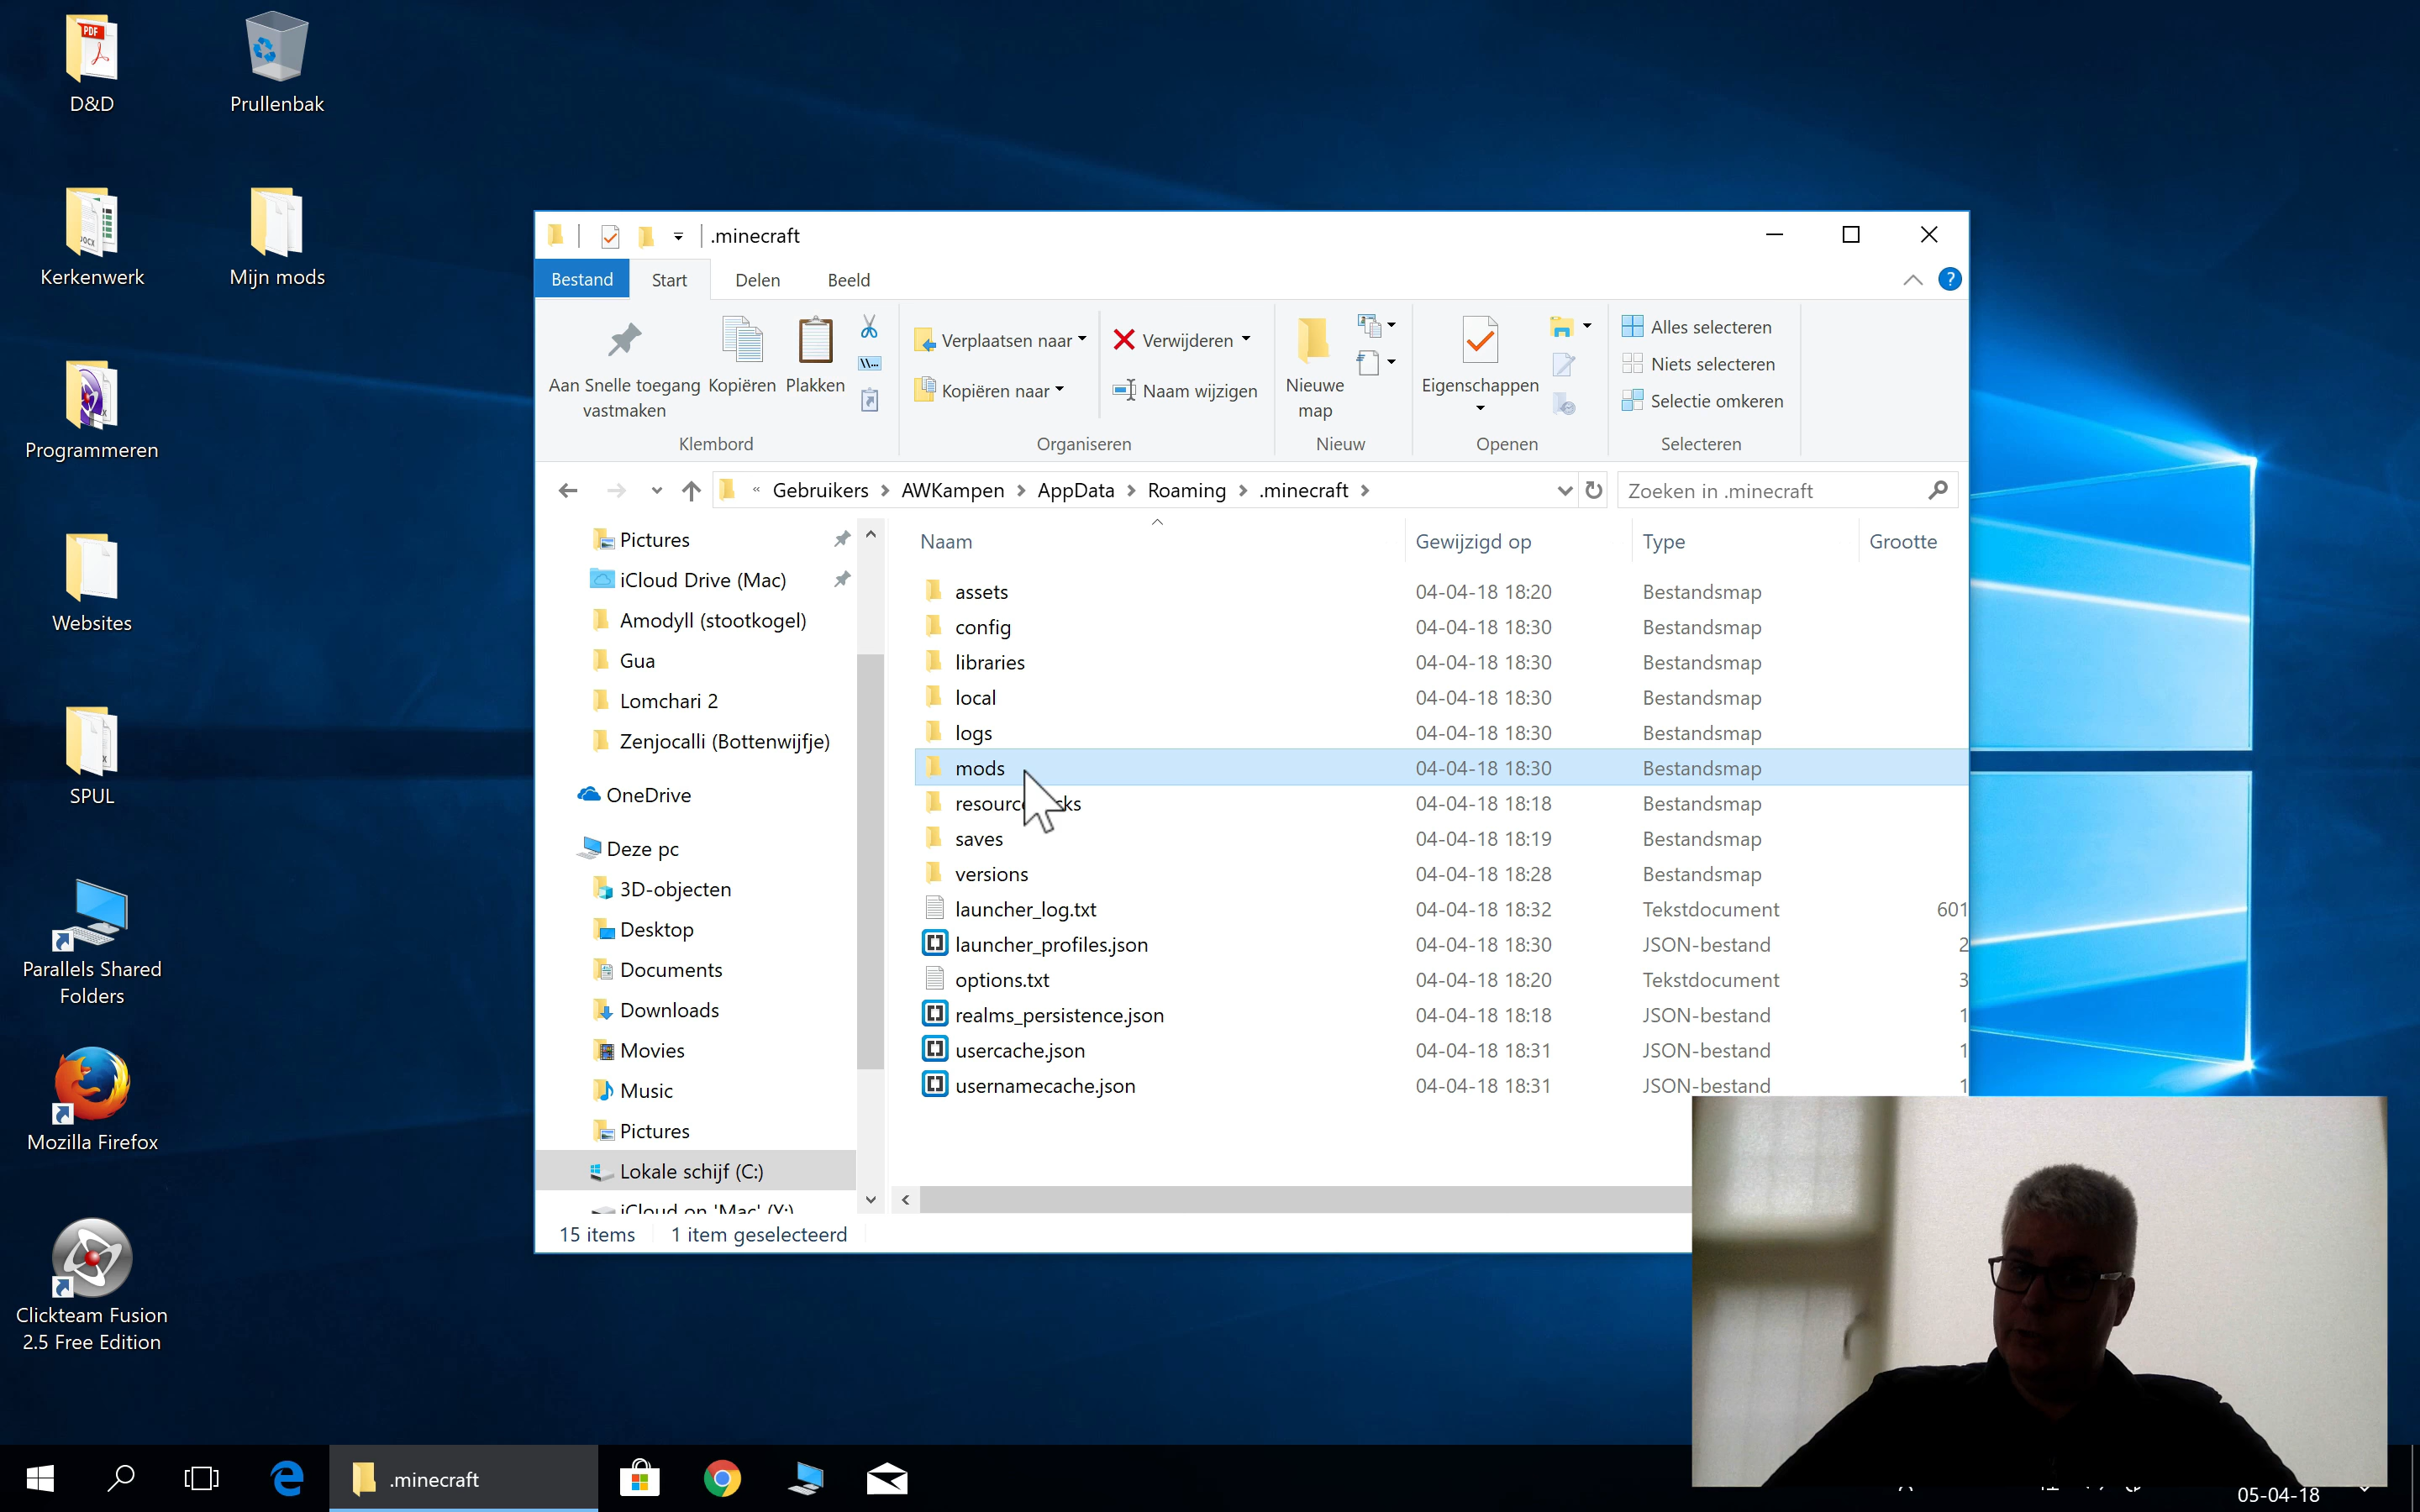 D&D
Prullenbak
Kerkenwerk
Mijn mods
Programmeren
Websites
SPUL
Parallels Shared
Folders
Mozilla Firefox
Clickteam Fusion
2.5 Free Edition
.minecraft
Bestand
Start
Delen
Beeld
Aan Snelle toegang
vastmaken
Kopiëren
Plakken
Klembord
Verplaatsen naar
Kopiëren naar
Verwijderen
Naam wijzigen
Organiseren
Nieuwe
map
Nieuw
Eigenschappen
Openen
Alles selecteren
Niets selecteren
Selectie omkeren
Selecteren
« Gebruikers > AWKampen > AppData > Roaming > .minecraft >
Zoeken in .minecraft
Pictures
iCloud Drive (Mac)
Amodyll (stootkogel)
Gua
Lomchari 2
Zenjocalli (Bottenwijfje)
OneDrive
Deze pc
3D-objecten
Desktop
Documents
Downloads
Movies
Music
Pictures
Lokale schijf (C:)
iCloud on 'Mac' (Y:)
Naam Gewijzigd op Type Grootte
assets 04-04-18 18:20 Bestandsmap
config 04-04-18 18:30 Bestandsmap
libraries 04-04-18 18:30 Bestandsmap
local 04-04-18 18:30 Bestandsmap
logs 04-04-18 18:30 Bestandsmap
mods 04-04-18 18:30 Bestandsmap
04-04-18 18:18 Bestandsmap
saves 04-04-18 18:19 Bestandsmap
versions 04-04-18 18:28 Bestandsmap
launcher_log.txt 04-04-18 18:32 Tekstdocument 601
launcher_profiles.json 04-04-18 18:30 JSON-bestand 2
options.txt 04-04-18 18:20 Tekstdocument 3
realms_persistence.json 04-04-18 18:18 JSON-bestand 1
usercache.json 04-04-18 18:31 JSON-bestand 1
usernamecache.json 04-04-18 18:31 JSON-bestand 1
15 items 1 item geselecteerd
.minecraft
05-04-18